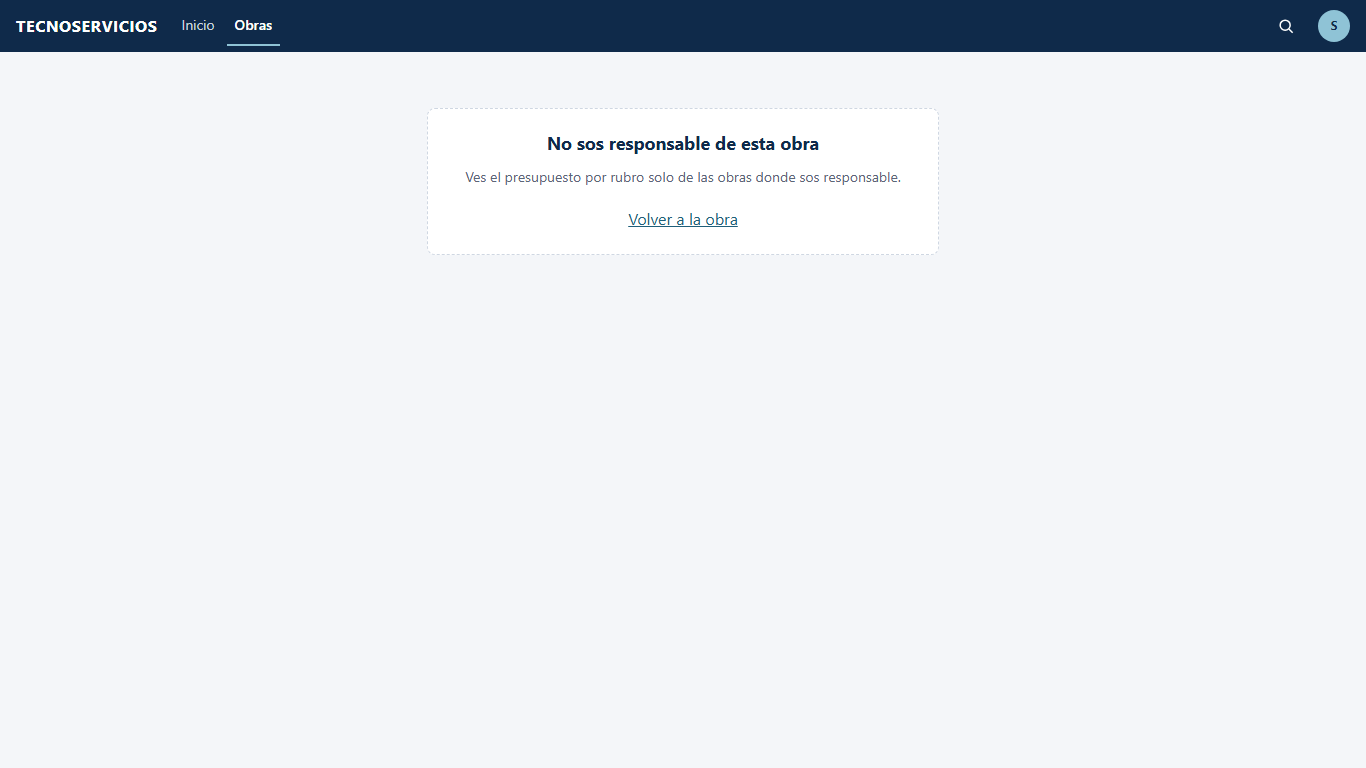 TECNOSERVICIOS Inicio Obras S
No sos responsable de esta obra
Ves el presupuesto por rubro solo de las obras donde sos responsable.
Volver a la obra